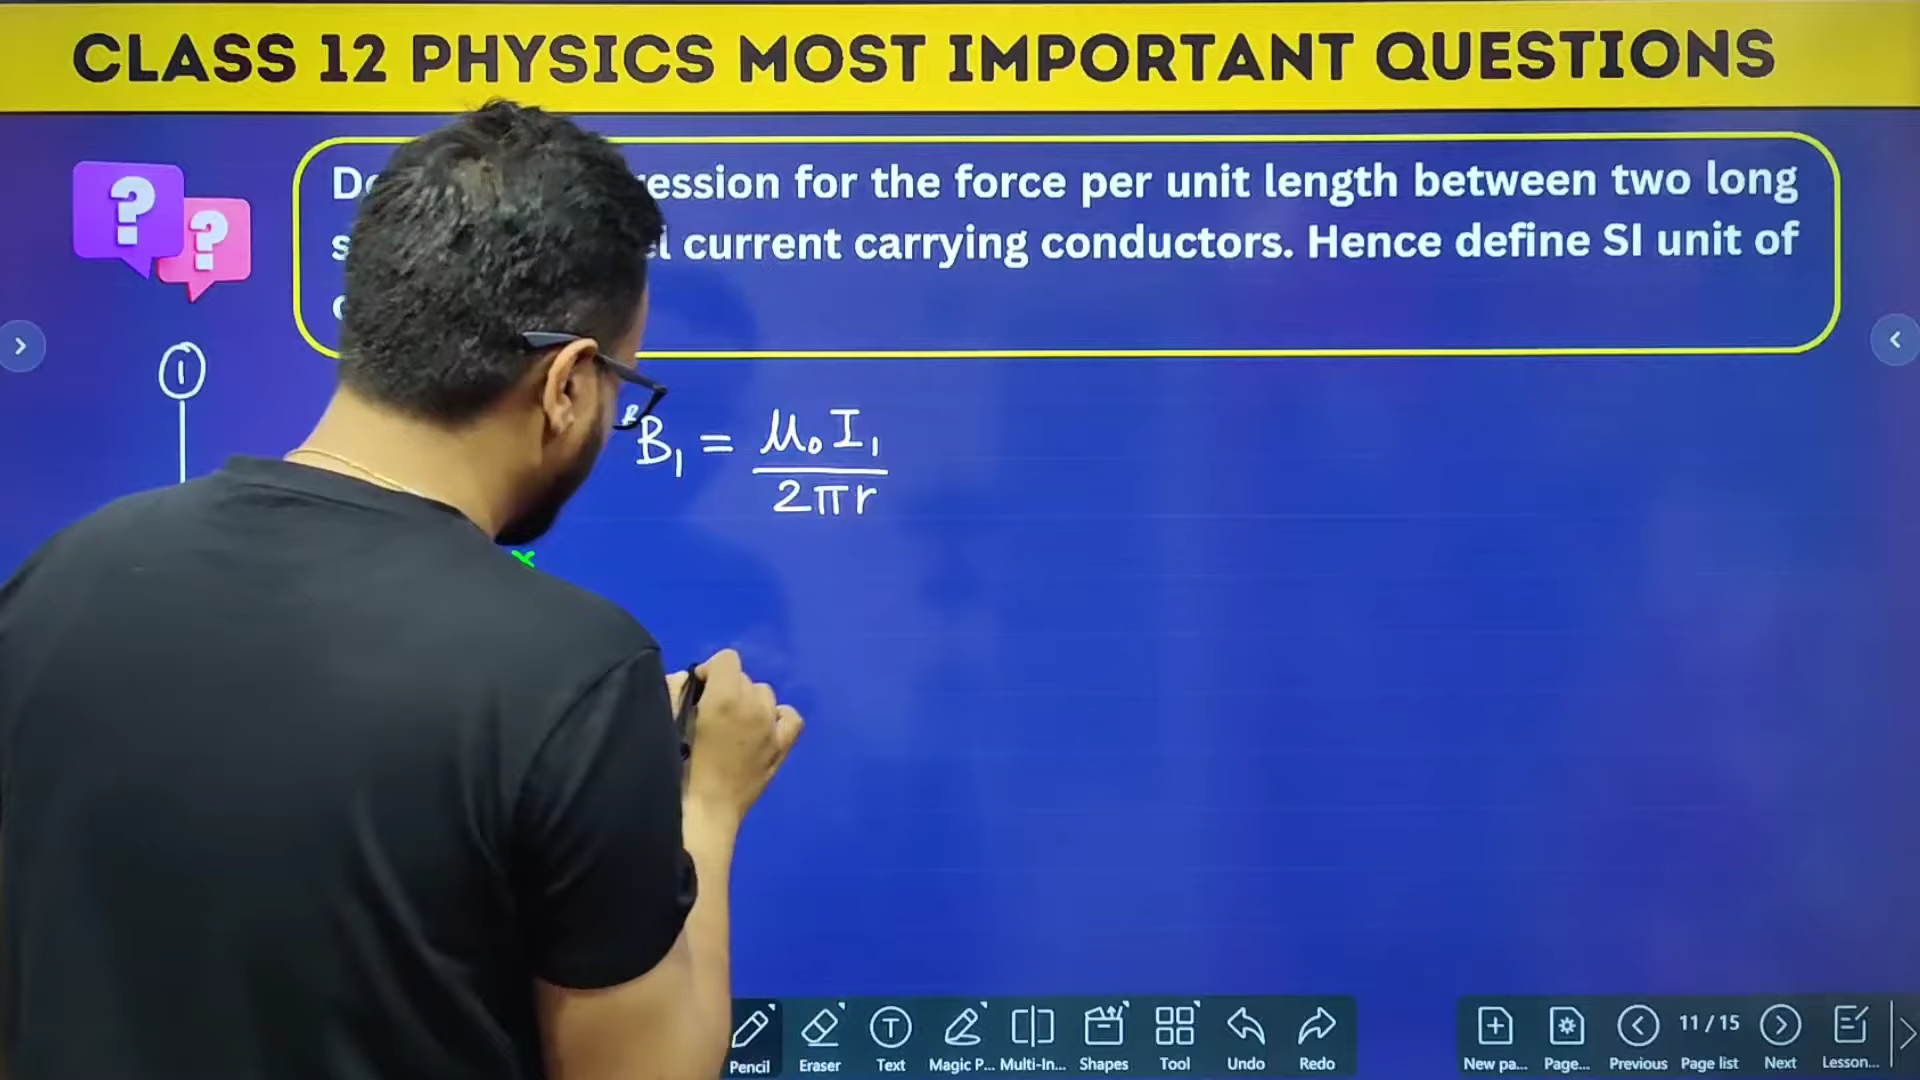 CLASS 12 PHYSICS MOST IMPORTANT QUESTIONS
? ?
for the force per unit length between two long
current carrying conductors. Hence define SI unit of
1
B₁ = μ₀I₁
2πr
x
Pencil Eraser Text Magic P... Multi-In... Shapes Tool Undo Redo New pa... Page... Previous 11/15 Page list Next Lesson...